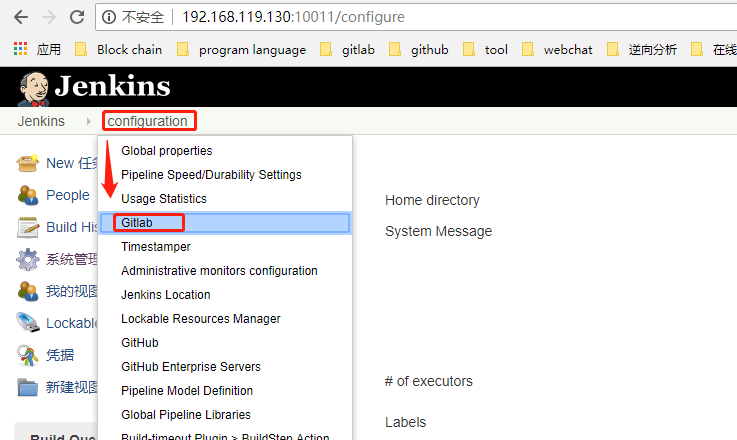 不安全 | 192.168.119.130:10011/configure
应用 Block chain program language gitlab github tool webchat 逆向分析 在线
Jenkins
Jenkins configuration
New 任
People
Build His
系统管理
我的视图
Lockable
凭据
新建视图
Build Que
Global properties
Pipeline Speed/Durability Settings
Usage Statistics
Gitlab
Timestamper
Administrative monitors configuration
Jenkins Location
Lockable Resources Manager
GitHub
GitHub Enterprise Servers
Pipeline Model Definition
Global Pipeline Libraries
Build-timeout Plugin > BuildStep Action
Home directory
System Message
# of executors
Labels